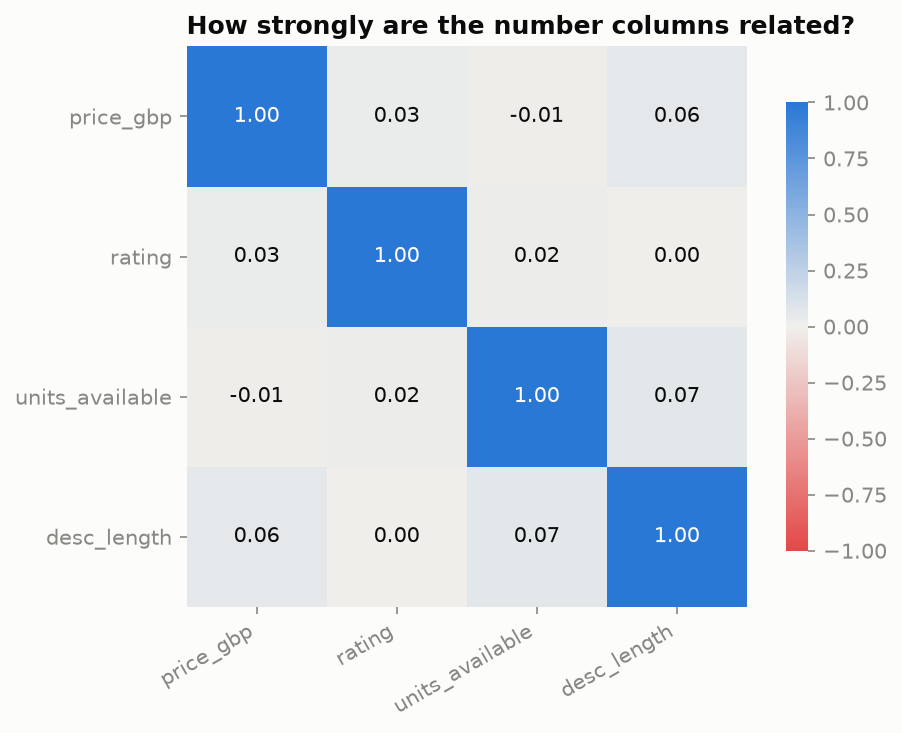 How strongly are the number columns related?
price_gbp 1.00 0.03 -0.01 0.06
rating 0.03 1.00 0.02 0.00
units_available -0.01 0.02 1.00 0.07
desc_length 0.06 0.00 0.07 1.00
price_gbp rating units_available desc_length
1.00
0.75
0.50
0.25
0.00
−0.25
−0.50
−0.75
−1.00